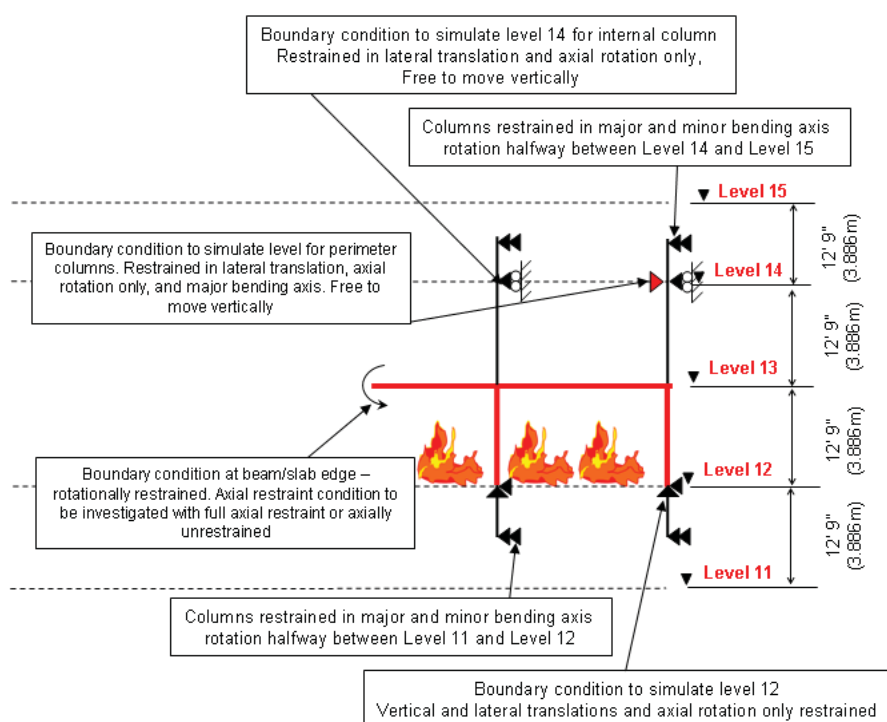 Boundary condition to simulate level 14 for internal column
Restrained in lateral translation and axial rotation only,
Free to move vertically
Columns restrained in major and minor bending axis
rotation halfway between Level 14 and Level 15
Level 15
Boundary condition to simulate level for perimeter
columns. Restrained in lateral translation, axial
rotation only, and major bending axis. Free to
move vertically
12' 9"
(3.886m)
Level 14
12' 9"
(3.886m)
Level 13
12' 9"
(3.886m)
Boundary condition at beam/slab edge –
rotationally restrained. Axial restraint condition to
be investigated with full axial restraint or axially
unrestrained
Level 12
12' 9"
(3.886m)
Level 11
Columns restrained in major and minor bending axis
rotation halfway between Level 11 and Level 12
Boundary condition to simulate level 12
Vertical and lateral translations and axial rotation only restrained